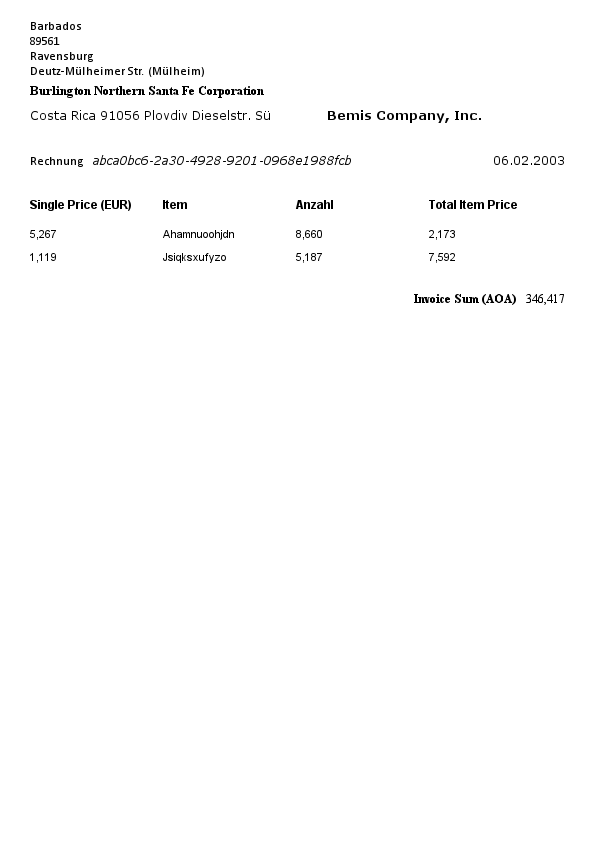 Barbados
89561
Ravensburg
Deutz-Mülheimer Str. (Mülheim)
Burlington Northern Santa Fe Corporation
Costa Rica 91056 Plovdiv Dieselstr. Sü Bemis Company, Inc.
Rechnung abca0bc6-2a30-4928-9201-0968e1988fcb 06.02.2003
Single Price (EUR) Item Anzahl Total Item Price
5,267 Ahamnuoohjdn 8,660 2,173
1,119 Jsiqksxufyzo 5,187 7,592
Invoice Sum (AOA) 346,417